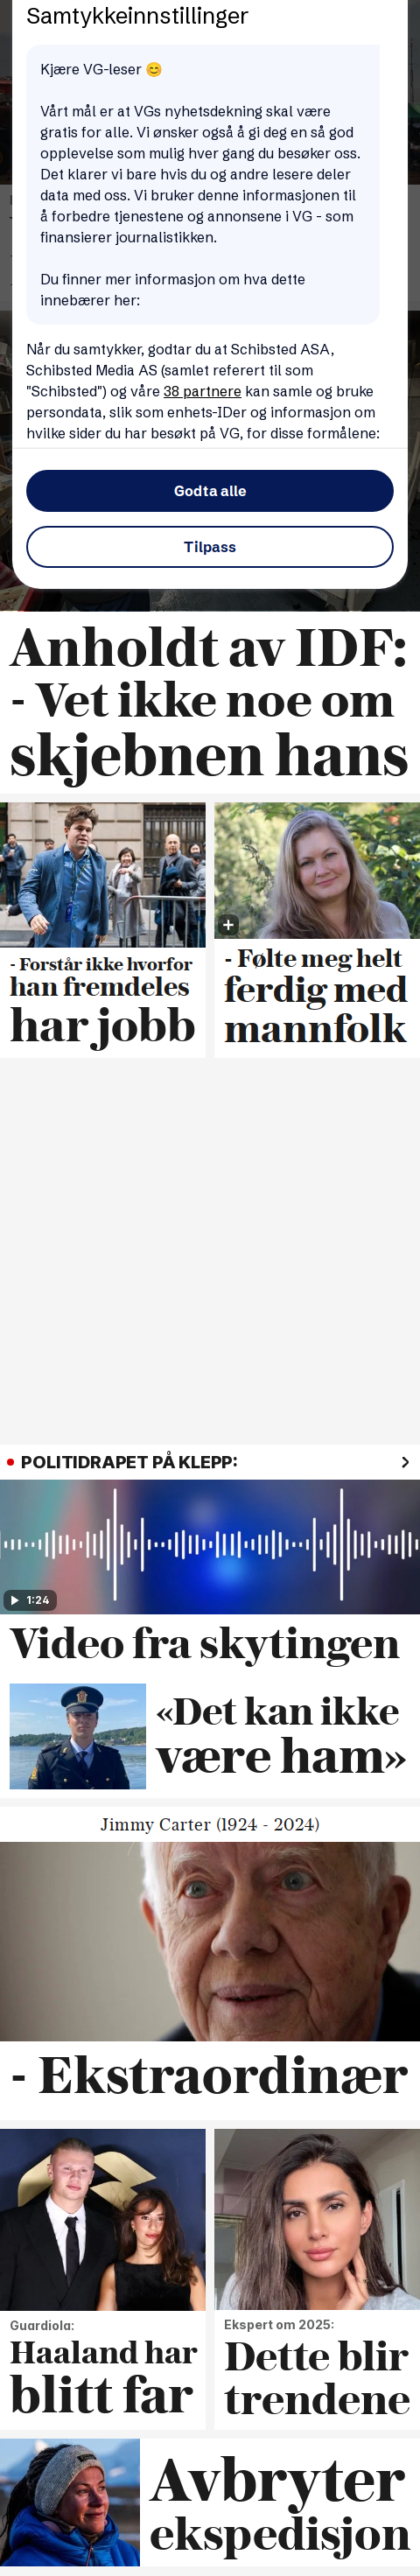 Samtykkeinnstillinger
Kjære VG-leser 😊
Vårt mål er at VGs nyhetsdekning skal være
gratis for alle. Vi ønsker også å gi deg en så god
opplevelse som mulig hver gang du besøker oss.
Det klarer vi bare hvis du og andre lesere deler
data med oss. Vi bruker denne informasjonen til
å forbedre tjenestene og annonsene i VG - som
finansierer journalistikken.
Du finner mer informasjon om hva dette
innebærer her:
Når du samtykker, godtar du at Schibsted ASA,
Schibsted Media AS (samlet referert til som
"Schibsted") og våre 38 partnere kan samle og bruke
persondata, slik som enhets-IDer og informasjon om
hvilke sider du har besøkt på VG, for disse formålene:
Godta alle
Tilpass
Anholdt av IDF:
- Vet ikke noe om
skjebnen hans
- Forstår ikke hvorfor
han fremdeles
har jobb
- Følte meg helt
ferdig med
mannfolk
POLITIDRAPET PÅ KLEPP:
1:24
Video fra skytingen
«Det kan ikke
være ham»
Jimmy Carter (1924 - 2024)
- Ekstraordinær
Guardiola:
Haaland har
blitt far
Ekspert om 2025:
Dette blir
trendene
Avbryter
ekspedisjon